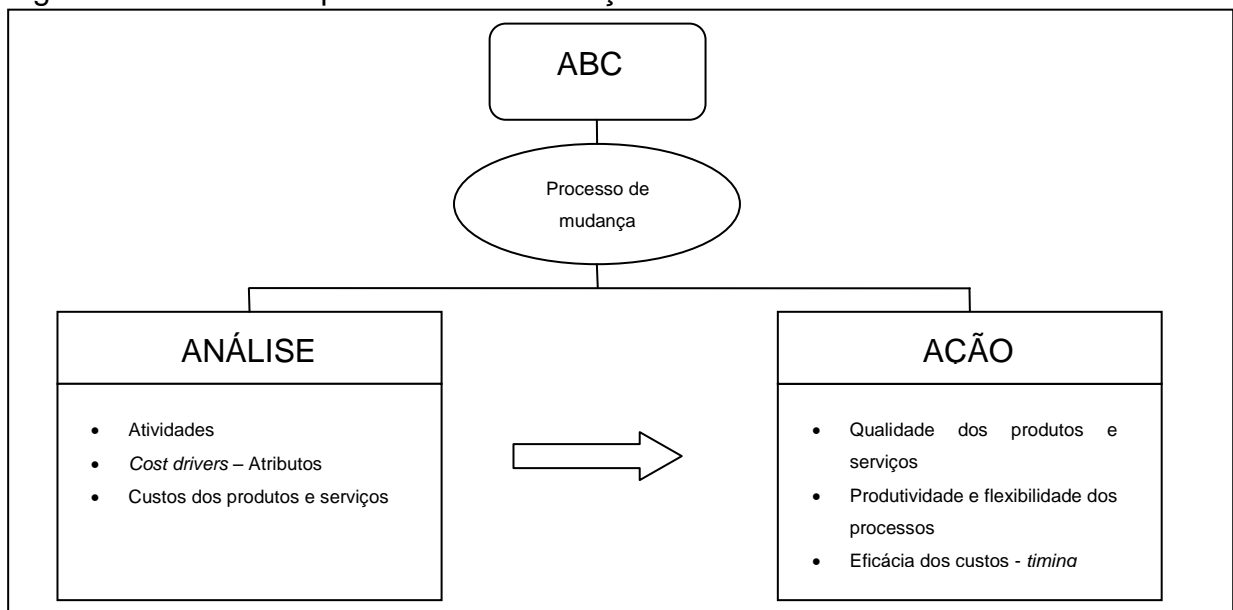 ABC
Processo de
mudança
ANÁLISE
• Atividades
• Cost drivers – Atributos
• Custos dos produtos e serviços
AÇÃO
• Qualidade dos produtos e
serviços
• Produtividade e flexibilidade dos
processos
• Eficácia dos custos - timing